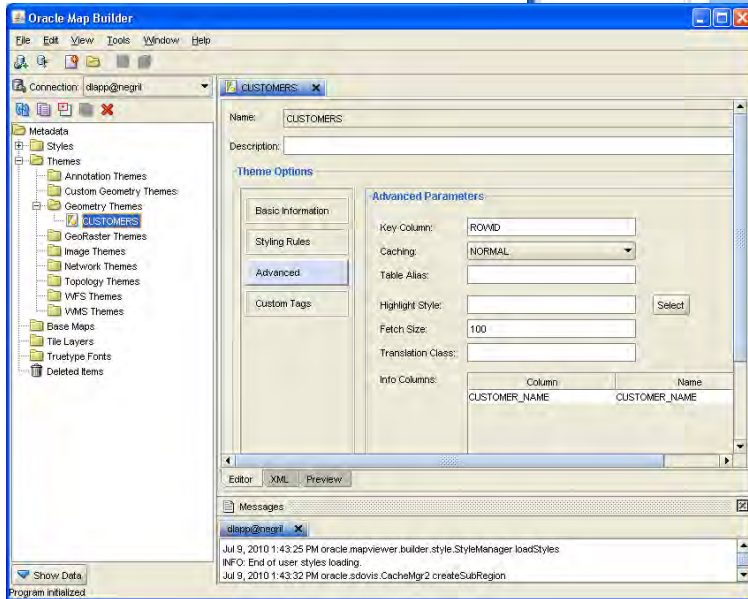 Oracle Map Builder
File Edit View Tools Window Help
Connection: dlapp@negril
CUSTOMERS
Metadata
Styles
Themes
Annotation Themes
Custom Geometry Themes
Geometry Themes
CUSTOMERS
GeoRaster Themes
Image Themes
Network Themes
Topology Themes
WFS Themes
WMS Themes
Base Maps
Tile Layers
Truetype Fonts
Deleted Items
Show Data
Name: CUSTOMERS
Description:
Theme Options
Basic Information
Styling Rules
Advanced
Custom Tags
Advanced Parameters
Key Column: ROWID
Caching: NORMAL
Table Alias:
Highlight Style: Select
Fetch Size: 100
Translation Class:
Info Columns:
Column Name
CUSTOMER_NAME CUSTOMER_NAME
Editor XML Preview
Messages
dlapp@negril
Jul 9, 2010 1:43:25 PM oracle.mapviewer.builder.style.StyleManager loadStyles
INFO: End of user styles loading.
Jul 9, 2010 1:43:32 PM oracle.sdovis.CacheMgr2 createSubRegion
Program initialized